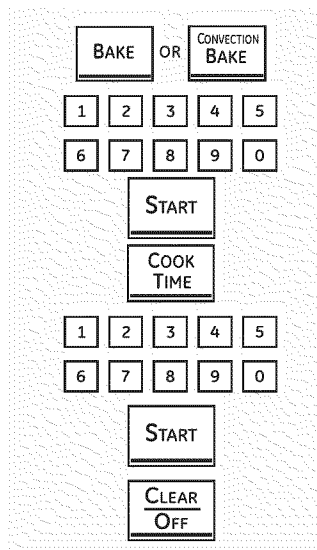 BAKE OR CONVECTION BAKE
1 2 3 4 5
6 7 8 9 0
START
COOK
TIME
1 2 3 4 5
6 7 8 9 0
START
CLEAR
OFF